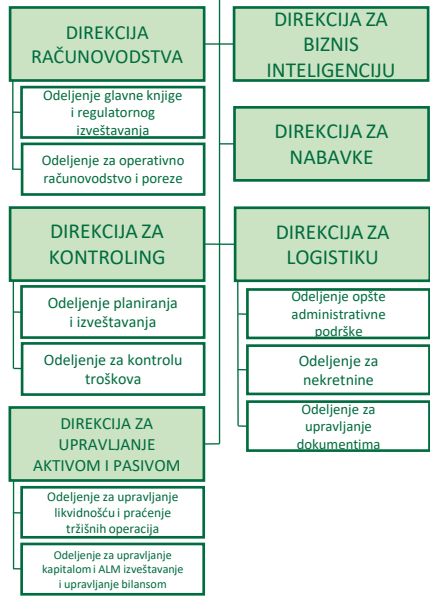 DIREKCIJA
RAČUNOVODSTVA
Odeljenje glavne knjige
i regulatornog
izveštavanja
Odeljenje za operativno
računovodstvo i poreze
DIREKCIJA ZA
KONTROLING
Odeljenje planiranja
i izveštavanja
Odeljenje za kontrolu
troškova
DIREKCIJA ZA
UPRAVLJANJE
AKTIVOM I PASIVOM
Odeljenje za upravljanje
likvidnošću i praćenje
tržišnih operacija
Odeljenje za upravljanje
kapitalom i ALM izveštavanje
i upravljanje bilansom
DIREKCIJA ZA
BIZNIS
INTELIGENCIJU
DIREKCIJA ZA
NABAVKE
DIREKCIJA ZA
LOGISTIKU
Odeljenje opšte
administrativne
podrške
Odeljenje za
nekretnine
Odeljenje za
upravljanje
dokumentima